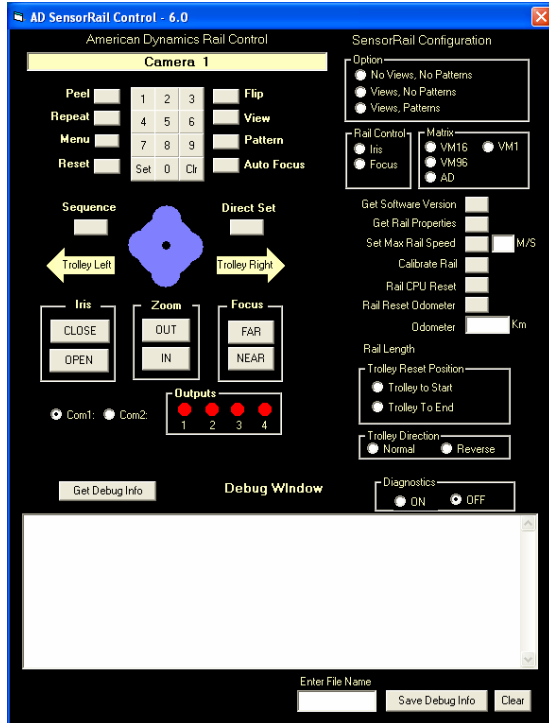 AD SensorRail Control - 6.0
American Dynamics Rail Control
Camera 1
Peel
Repeat
Menu
Reset
1 2 3
4 5 6
7 8 9
Set 0 Clr
Flip
View
Pattern
Auto Focus
Sequence
Direct Set
Trolley Left
Trolley Right
Iris
CLOSE
OPEN
Zoom
OUT
IN
Focus
FAR
NEAR
Com1: Com2:
Outputs
1 2 3 4
SensorRail Configuration
Option
No Views, No Patterns
Views, No Patterns
Views, Patterns
Rail Control
Iris
Focus
Matrix
VM16 VM1
VM96
AD
Get Software Version
Get Rail Properties
Set Max Rail Speed M/S
Calibrate Rail
Rail CPU Reset
Rail Reset Odometer
Odometer Km
Rail Length
Trolley Reset Position
Trolley to Start
Trolley To End
Trolley Direction
Normal Reverse
Get Debug Info
Debug WIndow
Diagnostics
ON OFF
Enter File Name
Save Debug Info
Clear